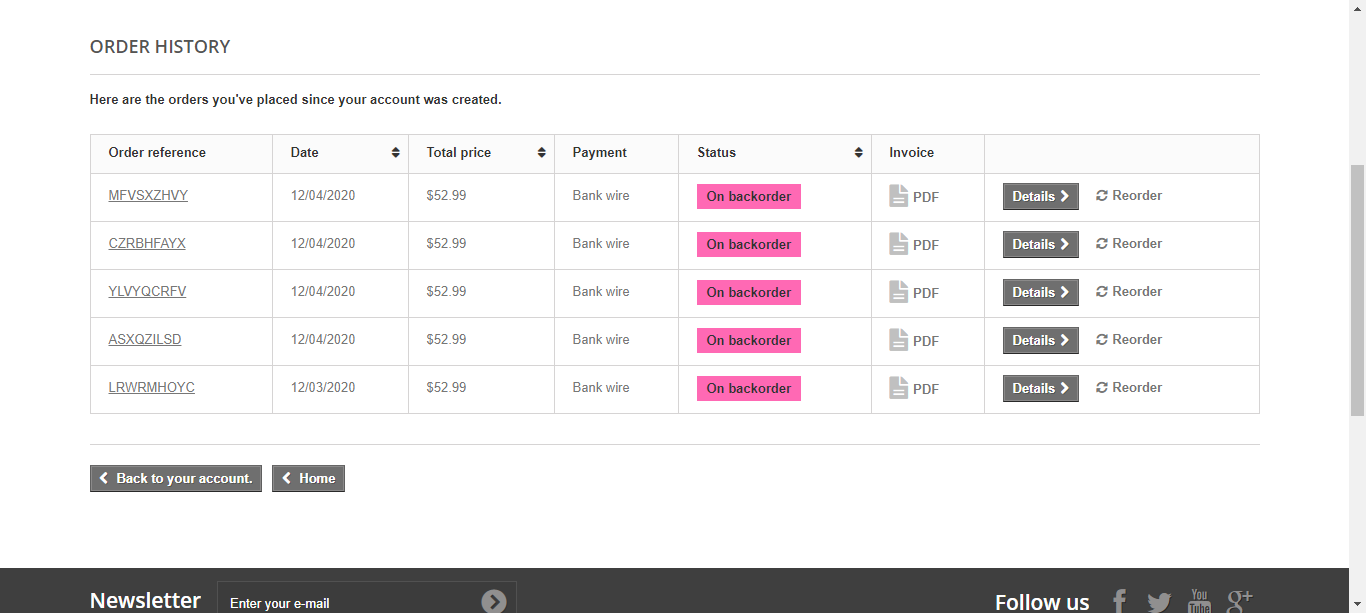 ORDER HISTORY
Here are the orders you've placed since your account was created.
Order reference Date Total price Payment Status Invoice
MFVSXZHVY 12/04/2020 $52.99 Bank wire On backorder PDF Details Reorder
CZRBHFAYX 12/04/2020 $52.99 Bank wire On backorder PDF Details Reorder
YLVYQCRFV 12/04/2020 $52.99 Bank wire On backorder PDF Details Reorder
ASXQZILSD 12/04/2020 $52.99 Bank wire On backorder PDF Details Reorder
LRWRMHOYC 12/03/2020 $52.99 Bank wire On backorder PDF Details Reorder
Back to your account. Home
Newsletter Enter your e-mail Follow us You Tube g+